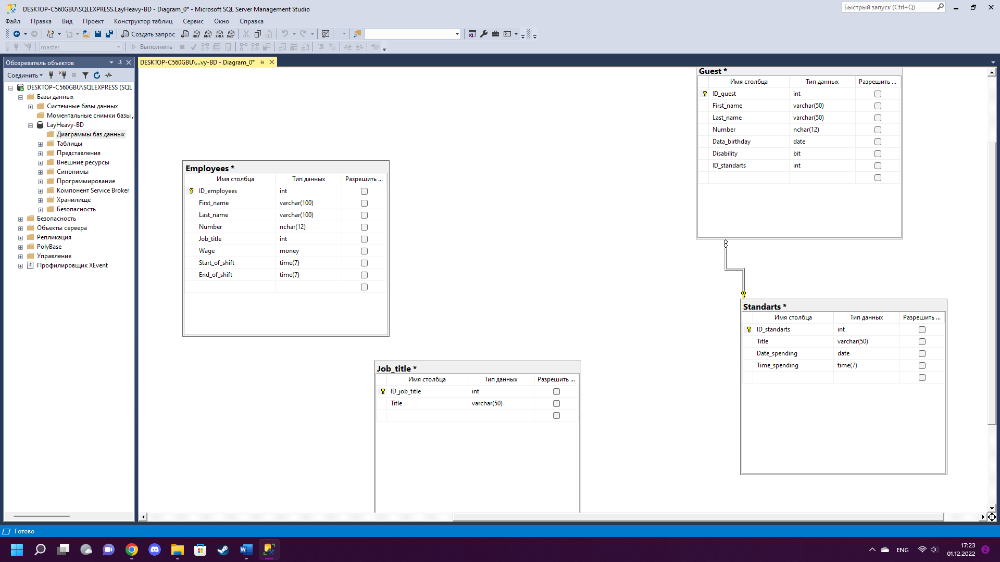 DESKTOP-C560GBU\SQLEXPRESS.LayHeavy-BD - Diagram_0* - Microsoft SQL Server Management Studio
Быстрый запуск (Ctrl+Q)
Файл Правка Вид Проект Конструктор таблиц Сервис Окно Справка
Создать запрос MDX DMX XMLA DAX
master Выполнить
Обозреватель объектов
Соединить
DESKTOP-C560GBU\SQLEXPRESS (SQL
Базы данных
Системные базы данных
Моментальные снимки базы
LayHeavy-BD
Диаграммы баз данных
Таблицы
Представления
Внешние ресурсы
Синонимы
Программирование
Компонент Service Broker
Хранилище
Безопасность
Безопасность
Объекты сервера
Репликация
PolyBase
Управление
Профилировщик XEvent
DESKTOP-C560GBU\...vy-BD - Diagram_0*
Guest *
Имя столбца Тип данных Разрешить ...
ID_guest int
First_name varchar(50)
Last_name varchar(50)
Number nchar(12)
Data_birthday date
Disability bit
ID_standarts int
Employees *
Имя столбца Тип данных Разрешить ...
ID_employees int
First_name varchar(100)
Last_name varchar(100)
Number nchar(12)
Job_title int
Wage money
Start_of_shift time(7)
End_of_shift time(7)
Standarts *
Имя столбца Тип данных Разрешить ...
ID_standarts int
Title varchar(50)
Date_spending date
Time_spending time(7)
Job_title *
Имя столбца Тип данных Разрешить ...
ID_job_title int
Title varchar(50)
Готово
ENG
17:23
01.12.2022
2